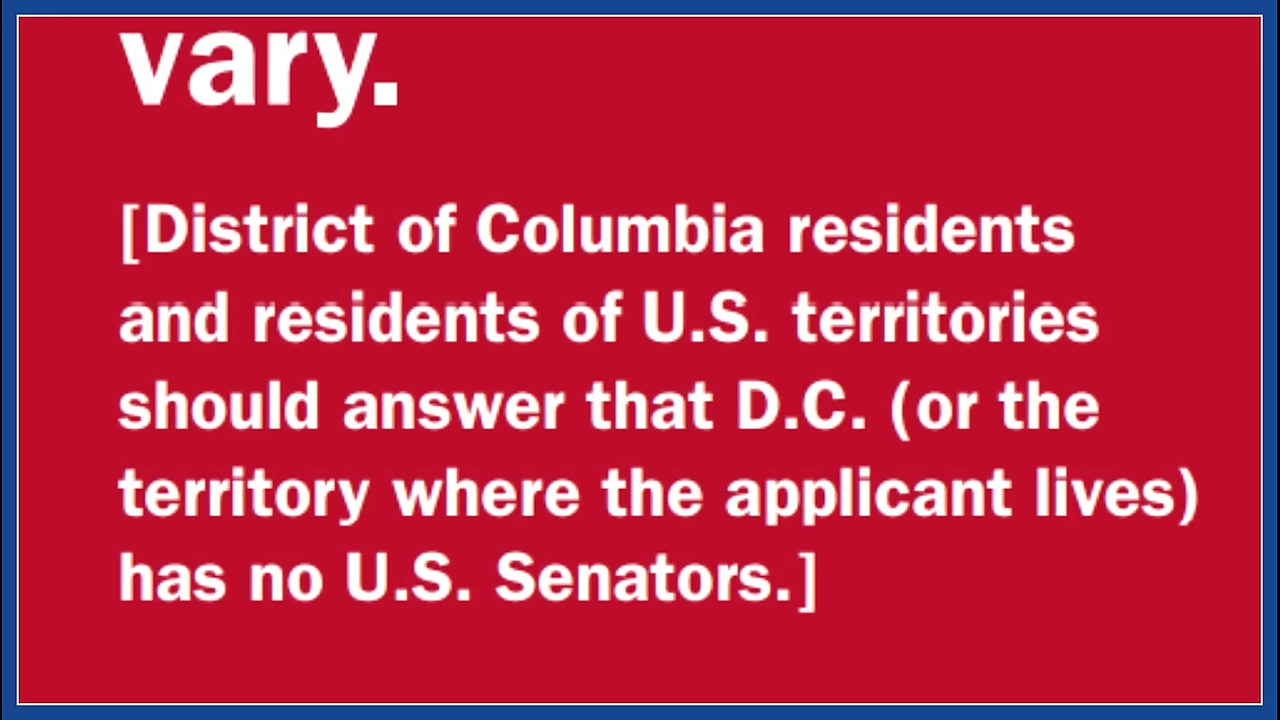 vary.
[District of Columbia residents
and residents of U.S. territories
should answer that D.C. (or the
territory where the applicant lives)
has no U.S. Senators.]